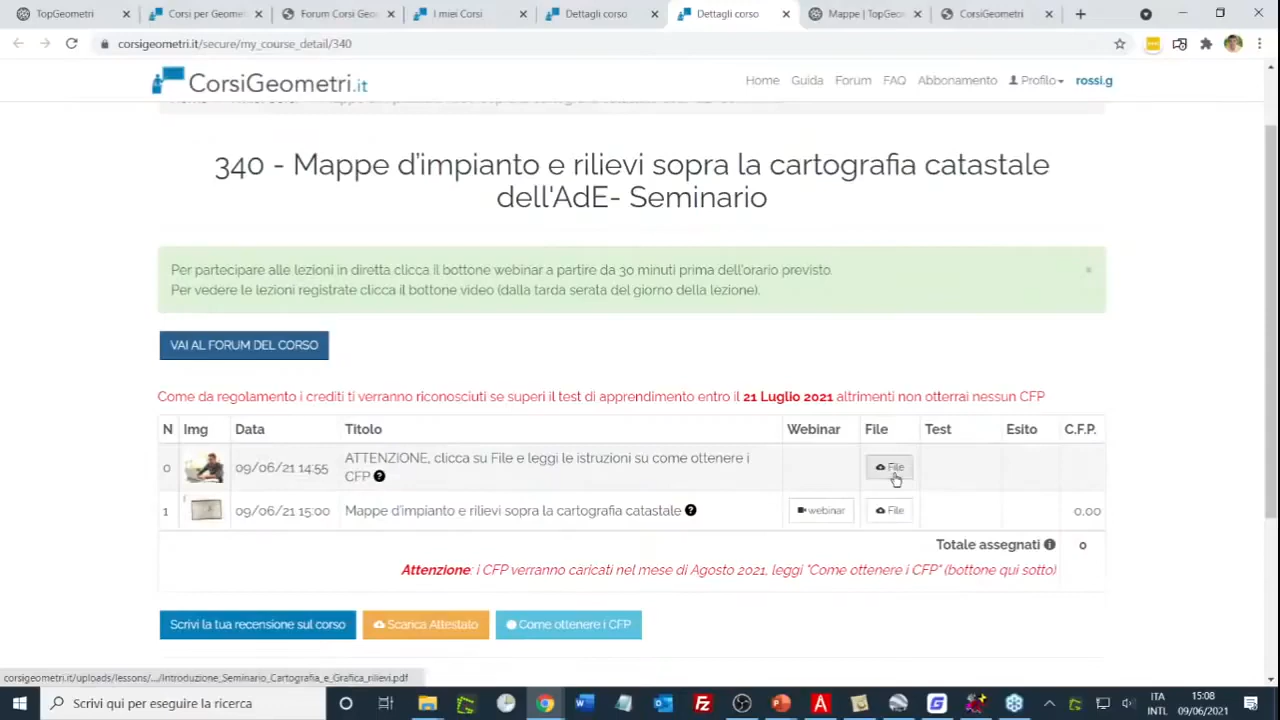 TopGeometri
Corsi per Geome
Forum Corsi Geo
I miei Corsi
Dettagli corso
Dettagli corso
Mappe | TopGeo
CorsiGeometri
corsigeometri.it/secure/my_course_detail/340
CorsiGeometri.it
Home Guida Forum FAQ Abbonamento Profilo rossi.g
340 - Mappe d'impianto e rilievi sopra la cartografia catastale
dell'AdE- Seminario
Per partecipare alle lezioni in diretta clicca il bottone webinar a partire da 30 minuti prima dell'orario previsto.
Per vedere le lezioni registrate clicca il bottone video (dalla tarda serata del giorno della lezione).
VAI AL FORUM DEL CORSO
Come da regolamento i crediti ti verranno riconosciuti se superi il test di apprendimento entro il 21 Luglio 2021 altrimenti non otterrai nessun CFP
N Img Data Titolo Webinar File Test Esito C.F.P.
0 09/06/21 14:55 ATTENZIONE, clicca su File e leggi le istruzioni su come ottenere i
CFP File
1 09/06/21 15:00 Mappe d'impianto e rilievi sopra la cartografia catastale webinar File 0.00
Totale assegnati 0
Attenzione: i CFP verranno caricati nel mese di Agosto 2021, leggi "Come ottenere i CFP" (bottone qui sotto)
Scrivi la tua recensione sul corso Scarica Attestato Come ottenere i CFP
corsigeometri.it/uploads/lessons/.../Introduzione_Seminario_Cartografia_e_Grafica_rilievi.pdf
Scrivi qui per eseguire la ricerca
ITA
INTL
15:08
09/06/2021